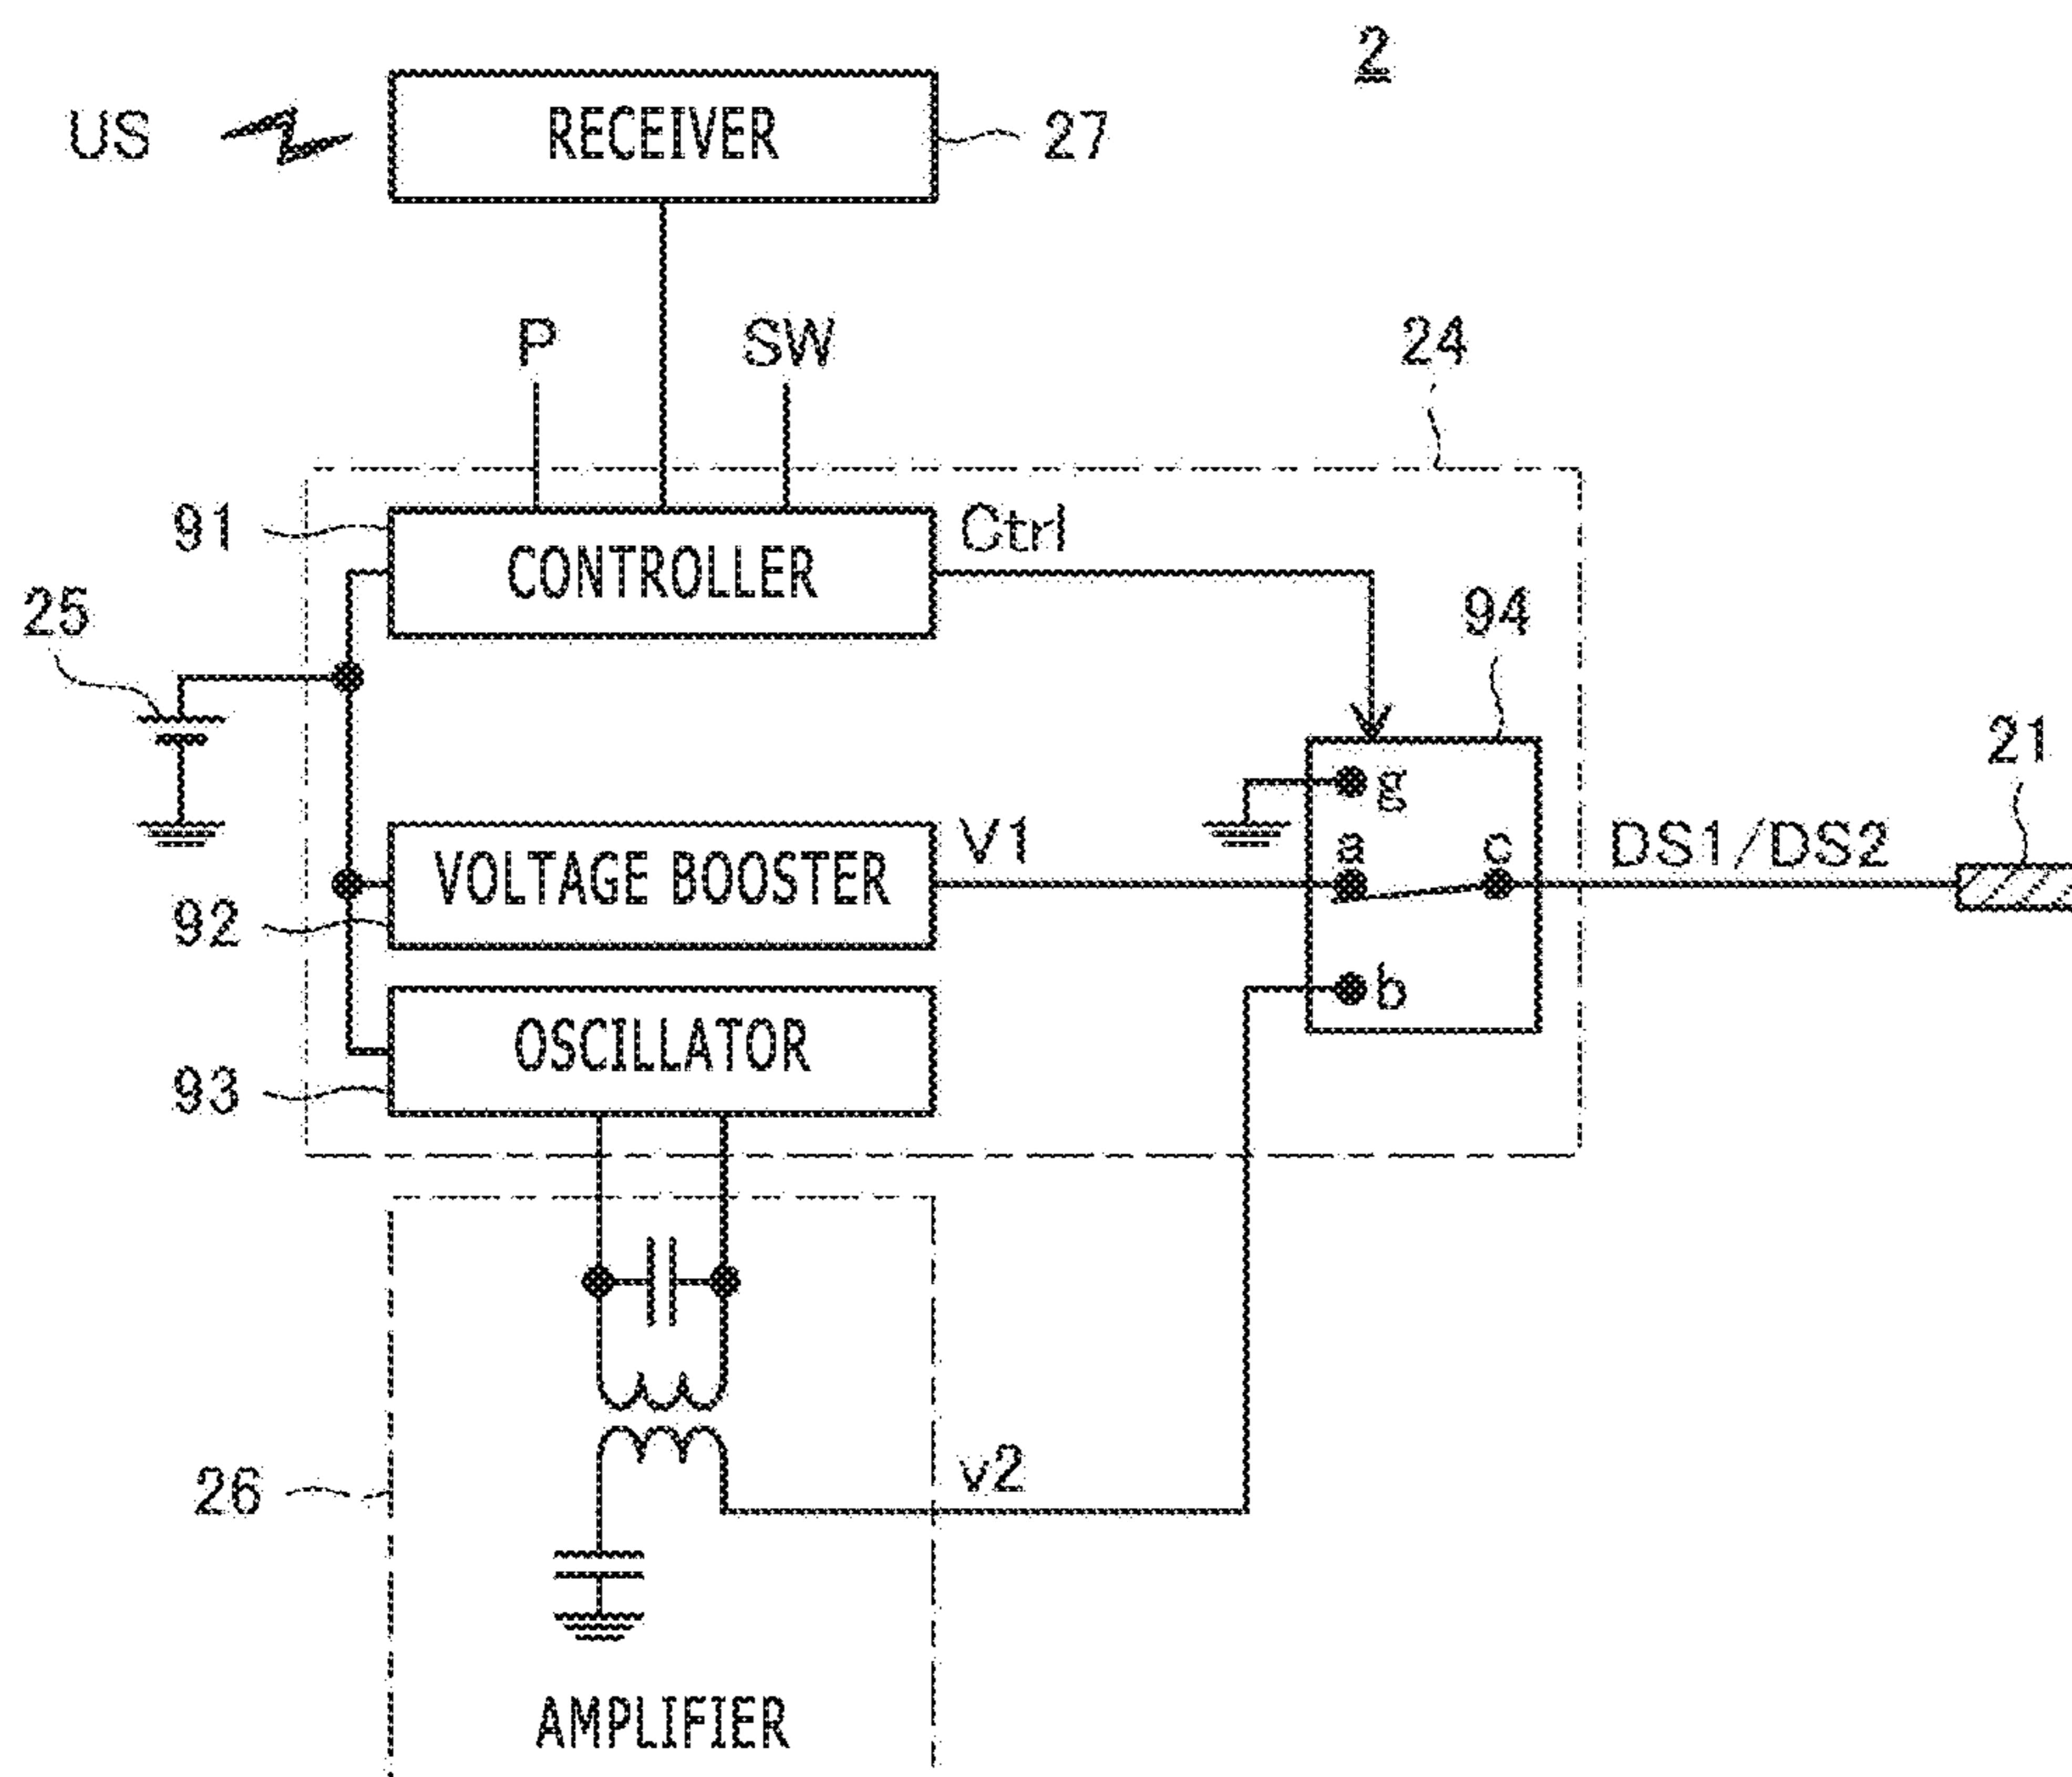 2
US
RECEIVER
27
P
SW
24
91
Ctrl
CONTROLLER
25
94
g
21
V1
a
c
DS1/DS2
VOLTAGE BOOSTER
92
b
OSCILLATOR
93
v2
26
AMPLIFIER